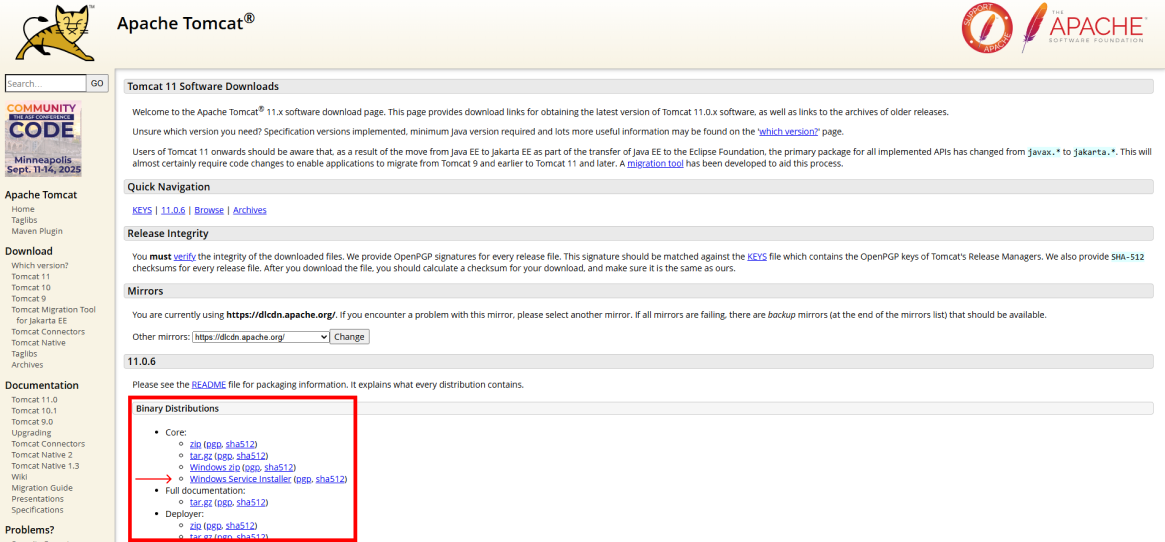 Apache Tomcat®
SUPPORT APACHE
THE
APACHE
SOFTWARE FOUNDATION
Search... GO
COMMUNITY
THE ASF CONFERENCE
CODE
Minneapolis
Sept. 11-14, 2025
Apache Tomcat
Home
Taglibs
Maven Plugin
Download
Which version?
Tomcat 11
Tomcat 10
Tomcat 9
Tomcat Migration Tool
for Jakarta EE
Tomcat Connectors
Tomcat Native
Taglibs
Archives
Documentation
Tomcat 11.0
Tomcat 10.1
Tomcat 9.0
Upgrading
Tomcat Connectors
Tomcat Native 2
Tomcat Native 1.3
Wiki
Migration Guide
Presentations
Specifications
Problems?
Tomcat 11 Software Downloads
Welcome to the Apache Tomcat® 11.x software download page. This page provides download links for obtaining the latest version of Tomcat 11.0.x software, as well as links to the archives of older releases.
Unsure which version you need? Specification versions implemented, minimum Java version required and lots more useful information may be found on the 'which version?' page.
Users of Tomcat 11 onwards should be aware that, as a result of the move from Java EE to Jakarta EE as part of the transfer of Java EE to the Eclipse Foundation, the primary package for all implemented APIs has changed from javax.* to jakarta.*. This will
almost certainly require code changes to enable applications to migrate from Tomcat 9 and earlier to Tomcat 11 and later. A migration tool has been developed to aid this process.
Quick Navigation
KEYS | 11.0.6 | Browse | Archives
Release Integrity
You must verify the integrity of the downloaded files. We provide OpenPGP signatures for every release file. This signature should be matched against the KEYS file which contains the OpenPGP keys of Tomcat's Release Managers. We also provide SHA-512
checksums for every release file. After you download the file, you should calculate a checksum for your download, and make sure it is the same as ours.
Mirrors
You are currently using https://dlcdn.apache.org/. If you encounter a problem with this mirror, please select another mirror. If all mirrors are failing, there are backup mirrors (at the end of the mirrors list) that should be available.
Other mirrors: https://dlcdn.apache.org/ Change
11.0.6
Please see the README file for packaging information. It explains what every distribution contains.
Binary Distributions
Core:
zip (pgp, sha512)
tar.gz (pgp, sha512)
Windows zip (pgp, sha512)
Windows Service Installer (pgp, sha512)
Full documentation:
tar.gz (pgp, sha512)
Deployer:
zip (pgp, sha512)
tar.gz (pgp, sha512)